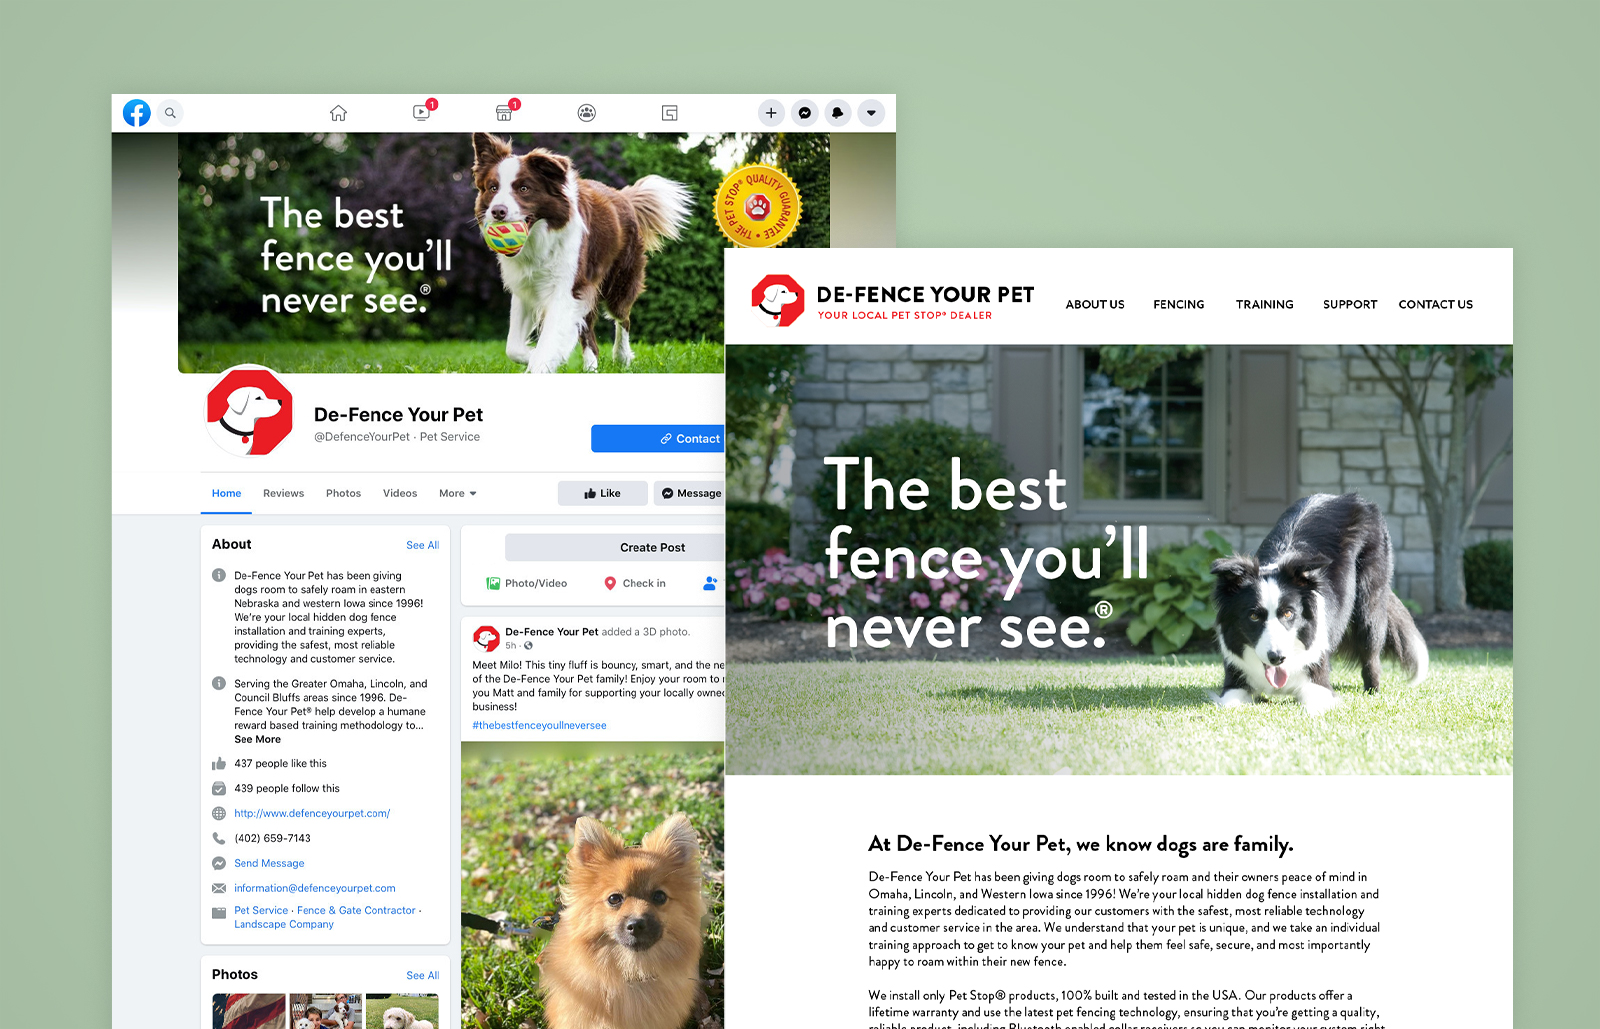 1
1
The best
fence you'll
never see.®
THE PET STOP® QUALITY GUARANTEE
De-Fence Your Pet
@DefenceYourPet · Pet Service
Contact
Home
Reviews
Photos
Videos
More
Like
Message
About
See All
De-Fence Your Pet has been giving
dogs room to safely roam in eastern
Nebraska and western Iowa since 1996!
We're your local hidden dog fence
installation and training experts,
providing the safest, most reliable
technology and customer service.
Serving the Greater Omaha, Lincoln, and
Council Bluffs areas since 1996. De-
Fence Your Pet® help develop a humane
reward based training methodology to...
See More
437 people like this
439 people follow this
http://www.defenceyourpet.com/
(402) 659-7143
Send Message
information@defenceyourpet.com
Pet Service · Fence & Gate Contractor ·
Landscape Company
Photos
See All
Create Post
Photo/Video
Check in
De-Fence Your Pet added a 3D photo.
5h ·
Meet Milo! This tiny fluff is bouncy, smart, and the ne
of the De-Fence Your Pet family! Enjoy your room to
you Matt and family for supporting your locally owned
business!
#thebestfenceyoullneversee
DE-FENCE YOUR PET
YOUR LOCAL PET STOP® DEALER
ABOUT US
FENCING
TRAINING
SUPPORT
CONTACT US
The best
fence you'll
never see.®
At De-Fence Your Pet, we know dogs are family.
De-Fence Your Pet has been giving dogs room to safely roam and their owners peace of mind in
Omaha, Lincoln, and Western Iowa since 1996! We're your local hidden dog fence installation and
training experts dedicated to providing our customers with the safest, most reliable technology
and customer service in the area. We understand that your pet is unique, and we take an individual
training approach to get to know your pet and help them feel safe, secure, and most importantly
happy to roam within their new fence.
We install only Pet Stop® products, 100% built and tested in the USA. Our products offer a
lifetime warranty and use the latest pet fencing technology, ensuring that you're getting a quality,
reliable product, including Bluetooth enabled collar receivers so you can monitor your system right